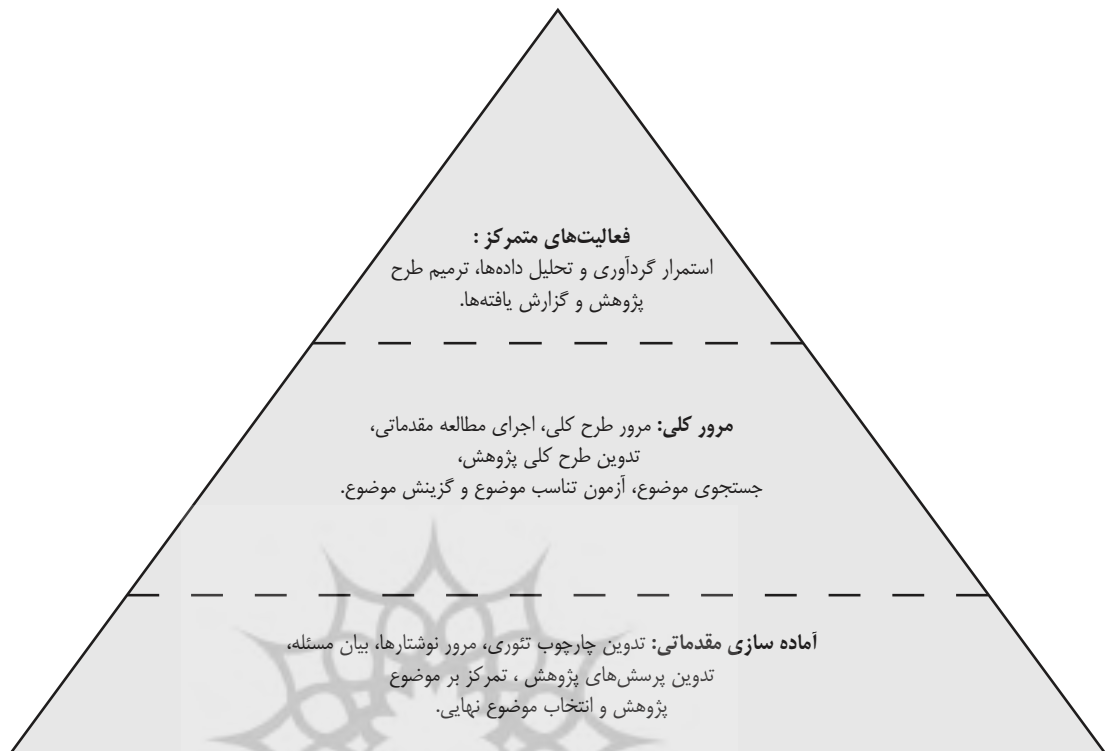 فعالیت‌های متمرکز :
استمرار گردآوری و تحلیل داده‌ها، ترمیم طرح
پژوهش و گزارش یافته‌ها.
مرور کلی: مرور طرح کلی، اجرای مطالعه مقدماتی،
تدوین طرح کلی پژوهش،
جستجوی موضوع، آزمون تناسب موضوع و گزینش موضوع.
آماده سازی مقدماتی: تدوین چارچوب تئوری، مرور نوشتارها، بیان مسئله،
تدوین پرسش‌های پژوهش ، تمرکز بر موضوع
پژوهش و انتخاب موضوع نهایی.